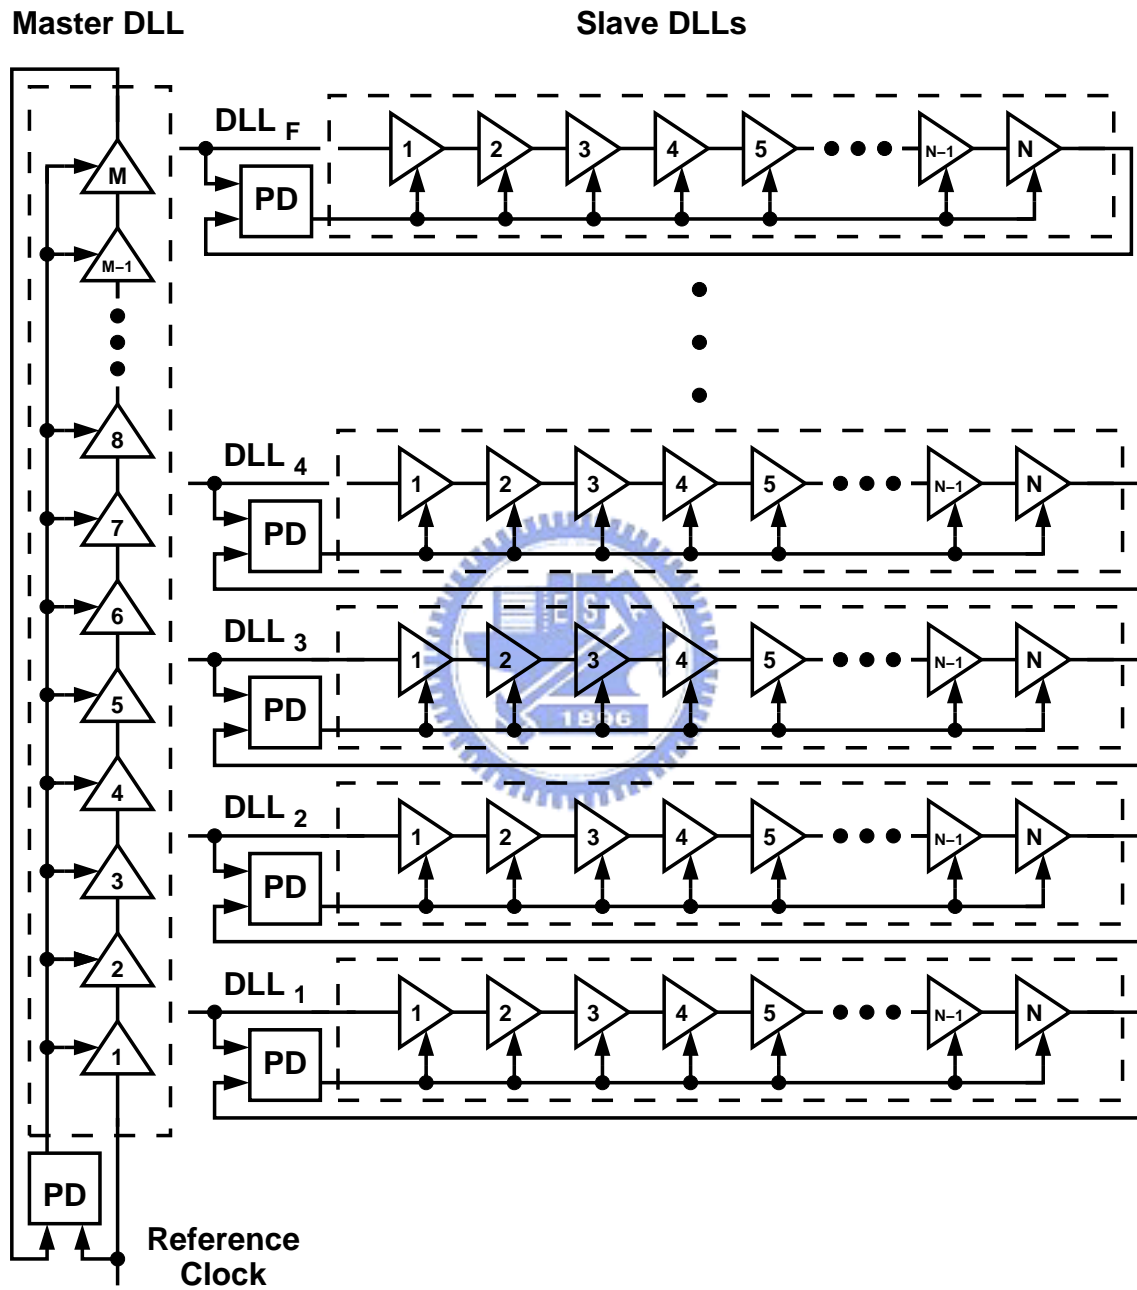 Master DLL
Slave DLLs
DLL F
PD
1 2 3 4 5 N–1 N
M
M–1
8
7
6
5
4
3
2
1
DLL 4
PD
1 2 3 4 5 N–1 N
ES
DLL 3
PD
1 2 3 4 5 N–1 N
1896
DLL 2
PD
1 2 3 4 5 N–1 N
DLL 1
PD
1 2 3 4 5 N–1 N
PD
Reference
Clock